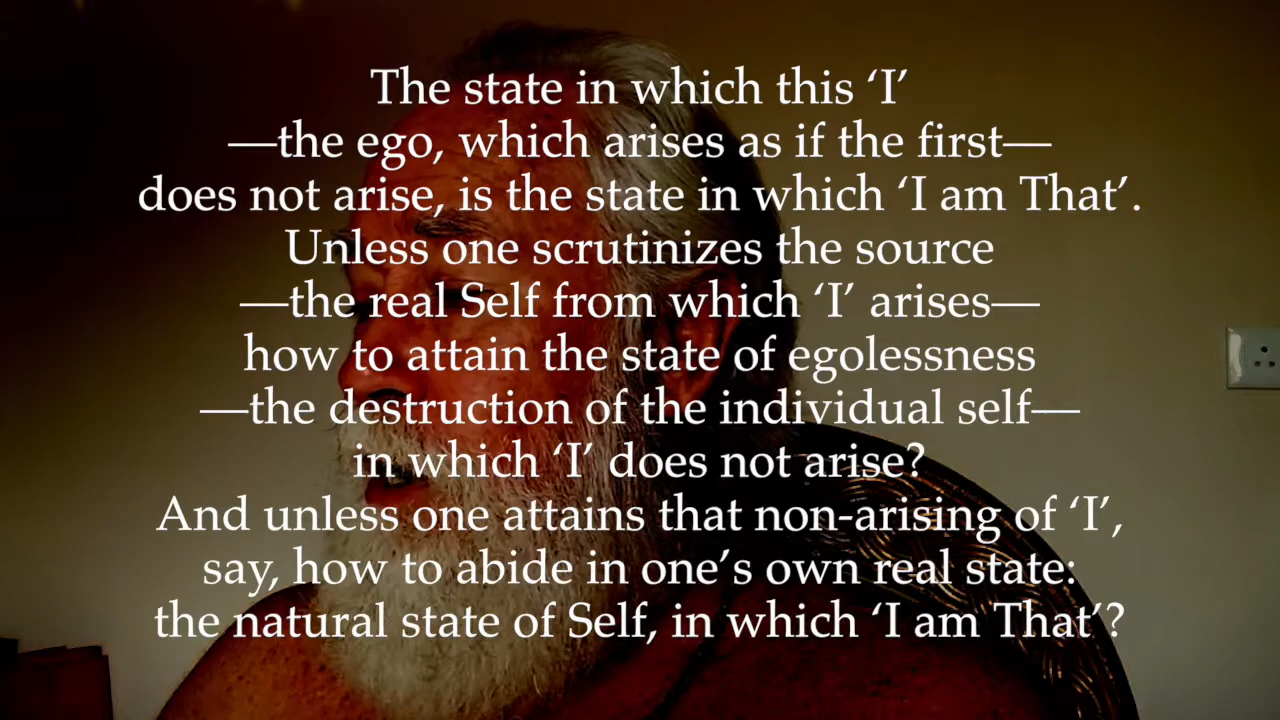 The state in which this ‘I’
—the ego, which arises as if the first—
does not arise, is the state in which ‘I am That’.
Unless one scrutinizes the source
—the real Self from which ‘I’ arises—
how to attain the state of egolessness
—the destruction of the individual self—
in which ‘I’ does not arise?
And unless one attains that non-arising of ‘I’,
say, how to abide in one’s own real state:
the natural state of Self, in which ‘I am That’?